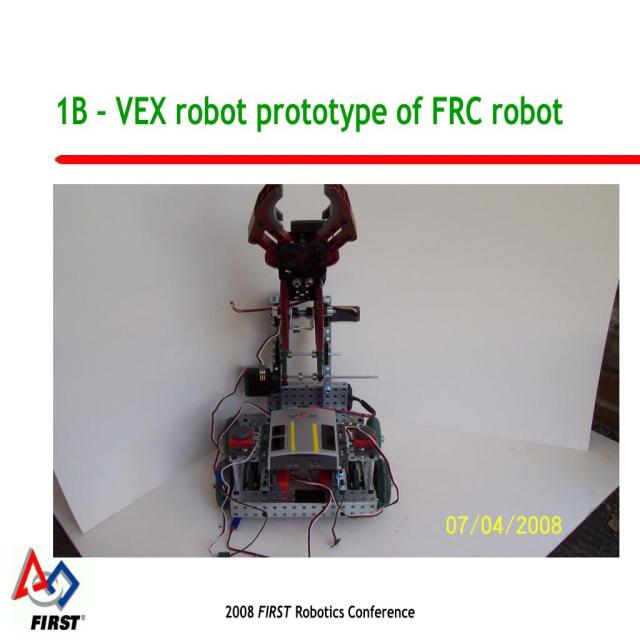 1B - VEX robot prototype of FRC robot
VEX
07/04/2008
FIRST®
2008 FIRST Robotics Conference